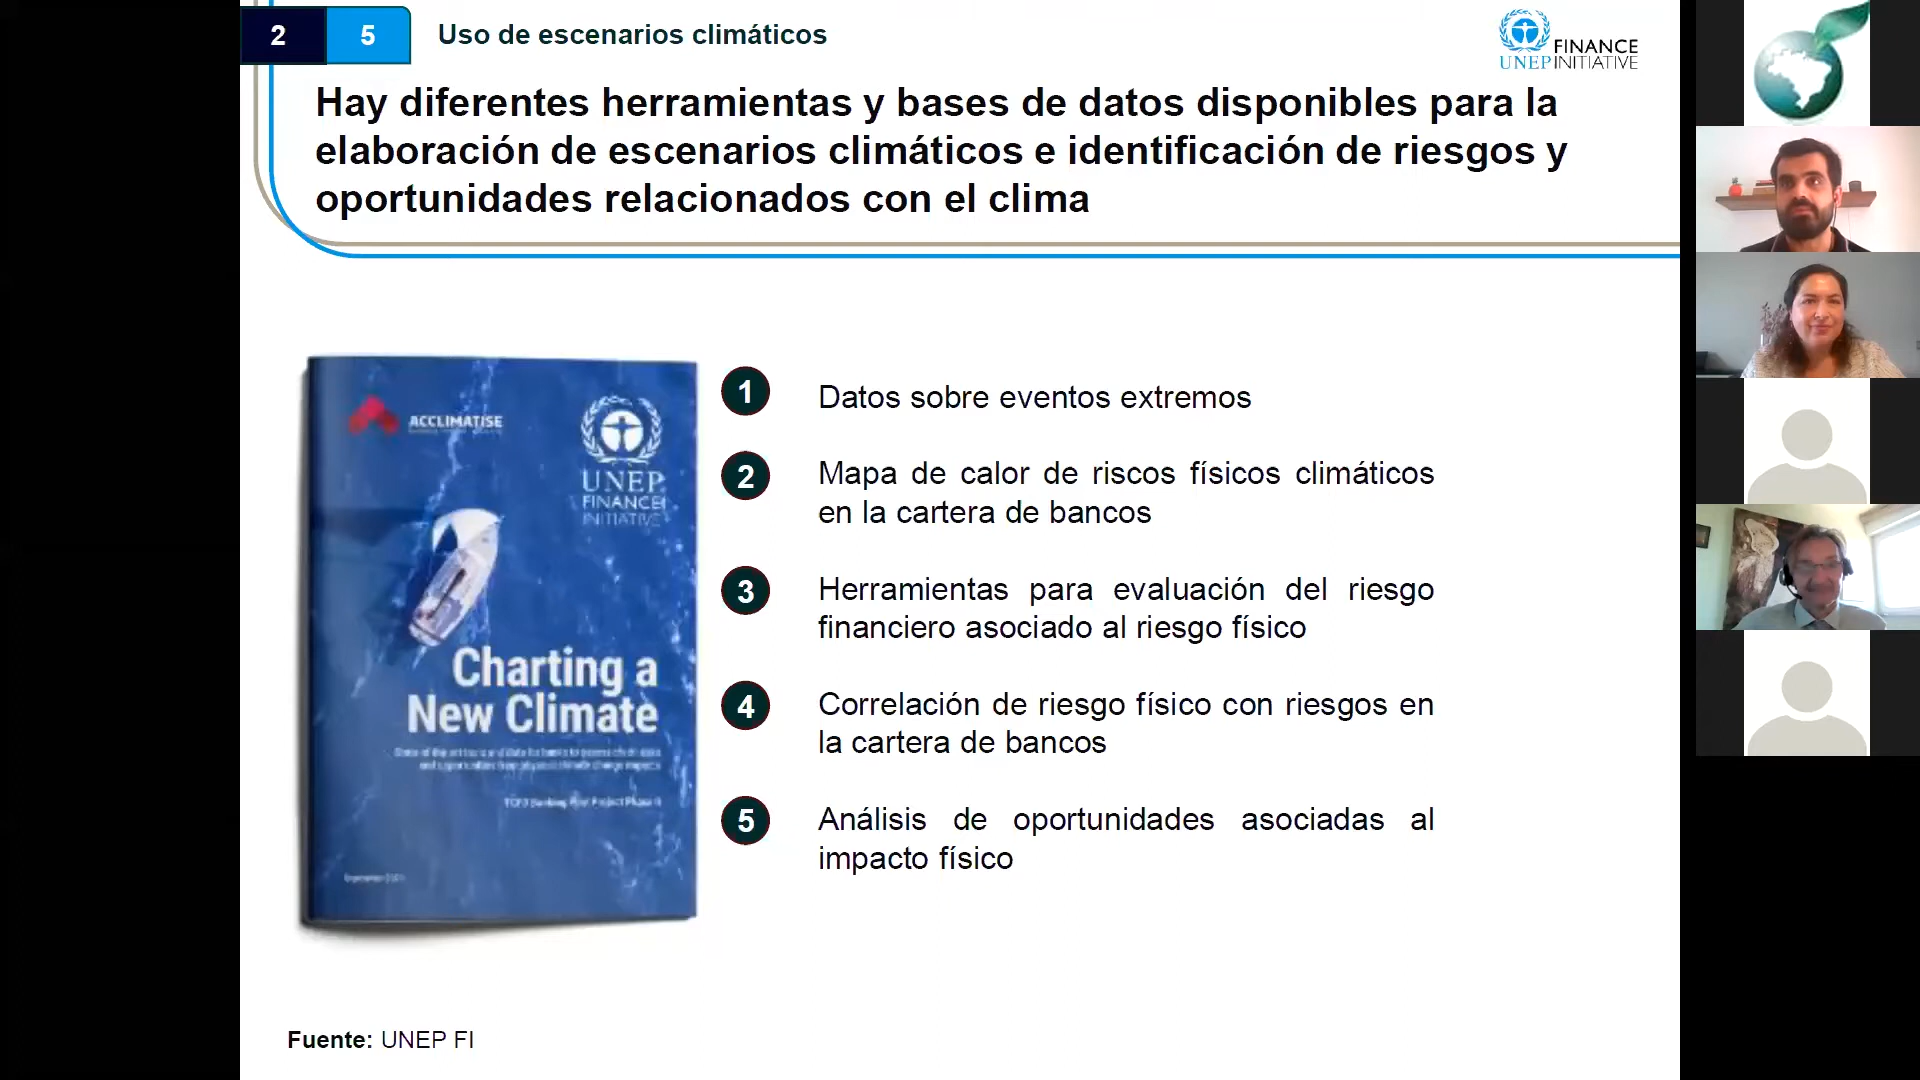 2
5
Uso de escenarios climáticos
FINANCE
UNEP INITIATIVE
Hay diferentes herramientas y bases de datos disponibles para la
elaboración de escenarios climáticos e identificación de riesgos y
oportunidades relacionados con el clima
ACCLIMATISE
UNEP
FINANCE
INITIATIVE
Charting a
New Climate
1
Datos sobre eventos extremos
2
Mapa de calor de riscos físicos climáticos
en la cartera de bancos
3
Herramientas para evaluación del riesgo
financiero asociado al riesgo físico
4
Correlación de riesgo físico con riesgos en
la cartera de bancos
5
Análisis de oportunidades asociadas al
impacto físico
Fuente: UNEP FI